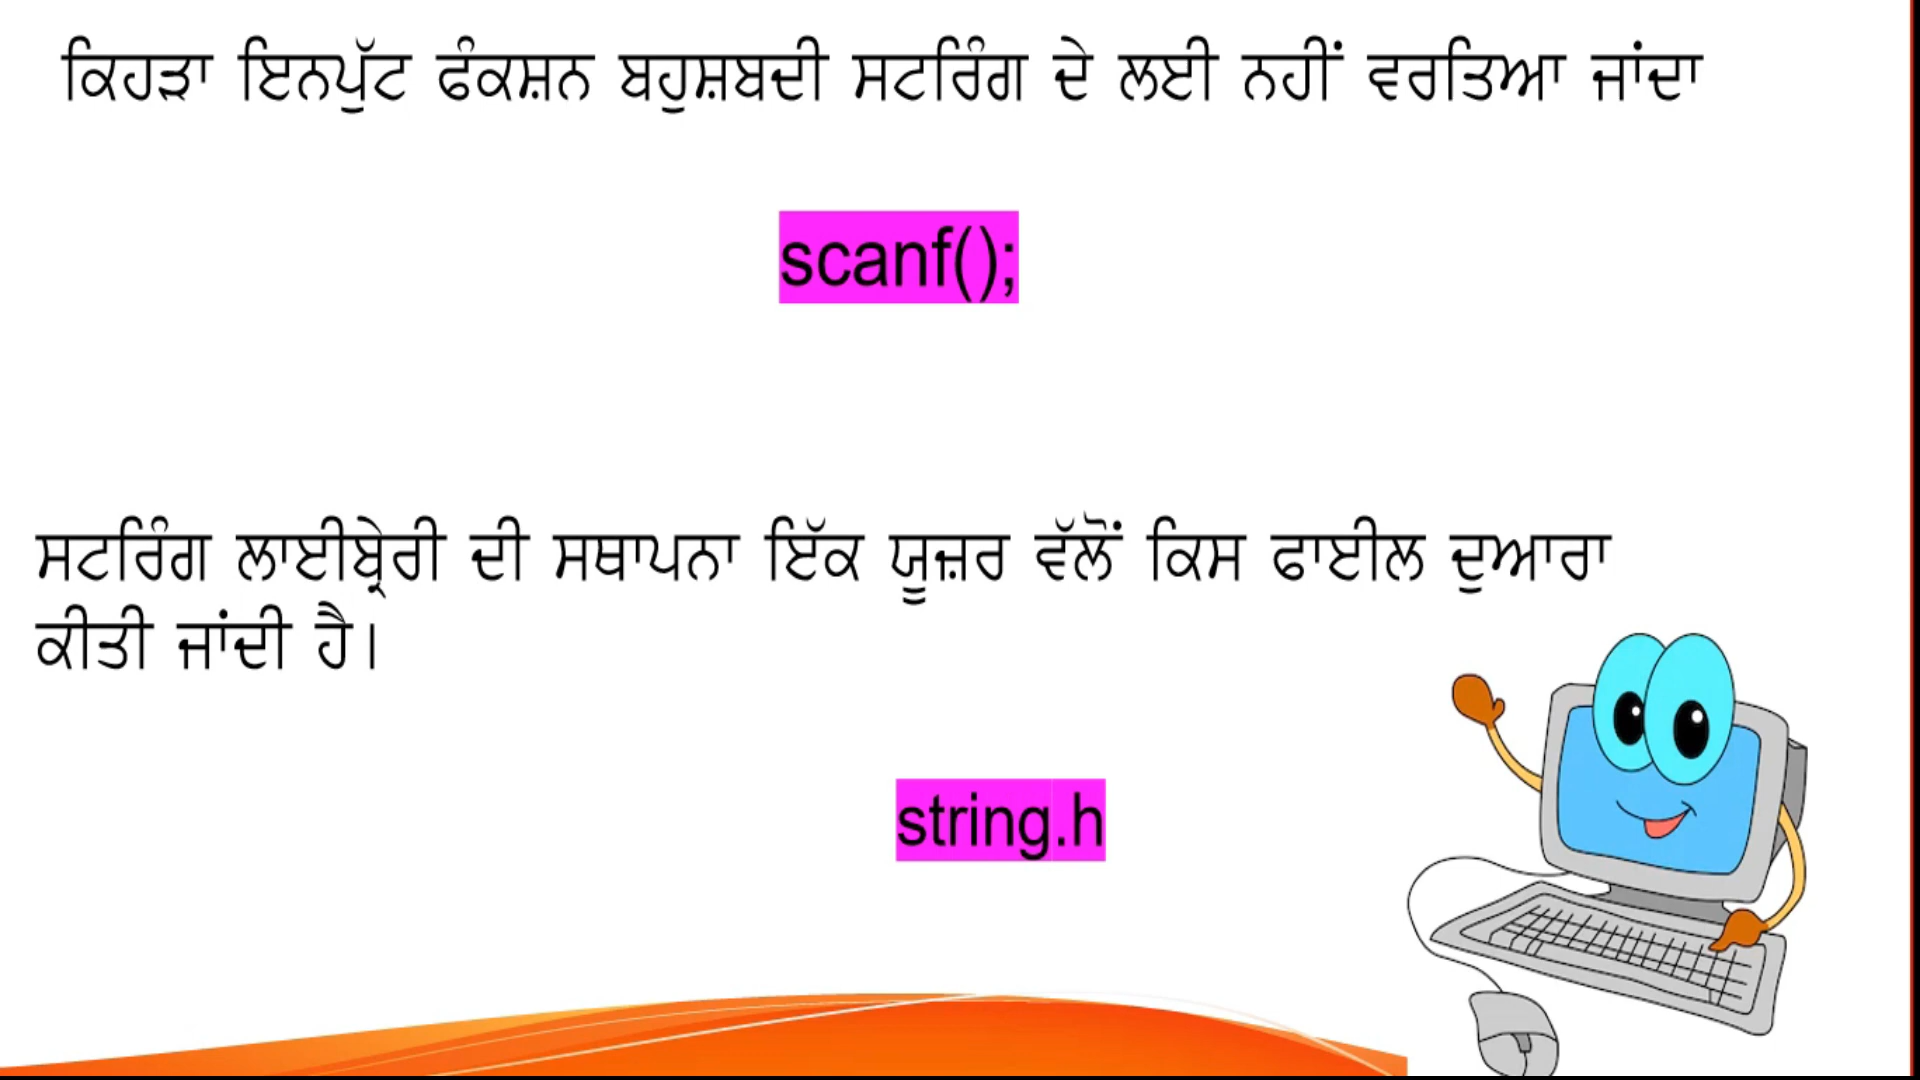 ਕਿਹੜਾ ਇਨਪੁੱਟ ਫੰਕਸ਼ਨ ਬਹੁਸ਼ਬਦੀ ਸਟਰਿੰਗ ਦੇ ਲਈ ਨਹੀਂ ਵਰਤਿਆ ਜਾਂਦਾ
scanf();
ਸਟਰਿੰਗ ਲਾਈਬ੍ਰੇਰੀ ਦੀ ਸਥਾਪਨਾ ਇੱਕ ਯੂਜ਼ਰ ਵੱਲੋਂ ਕਿਸ ਫਾਈਲ ਦੁਆਰਾ
ਕੀਤੀ ਜਾਂਦੀ ਹੈ।
string.h